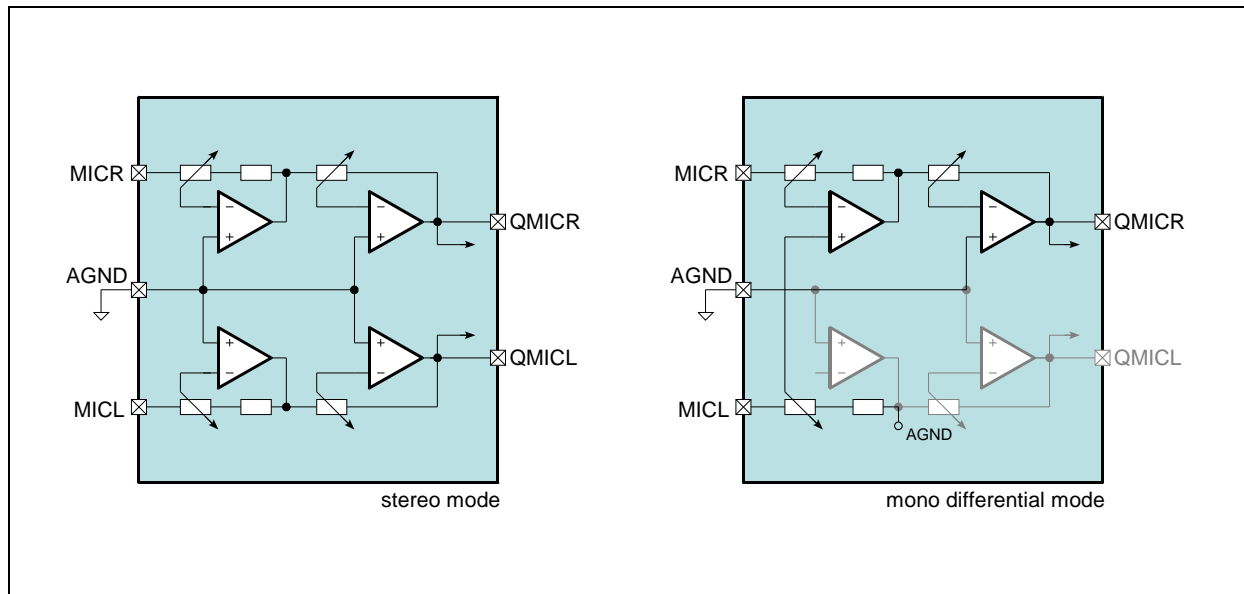 MICR
− −
+ +
QMICR
AGND
+ +
− −
QMICL
MICL
stereo mode
MICR
− −
+ +
QMICR
AGND
+ +
− −
QMICL
MICL
AGND
mono differential mode